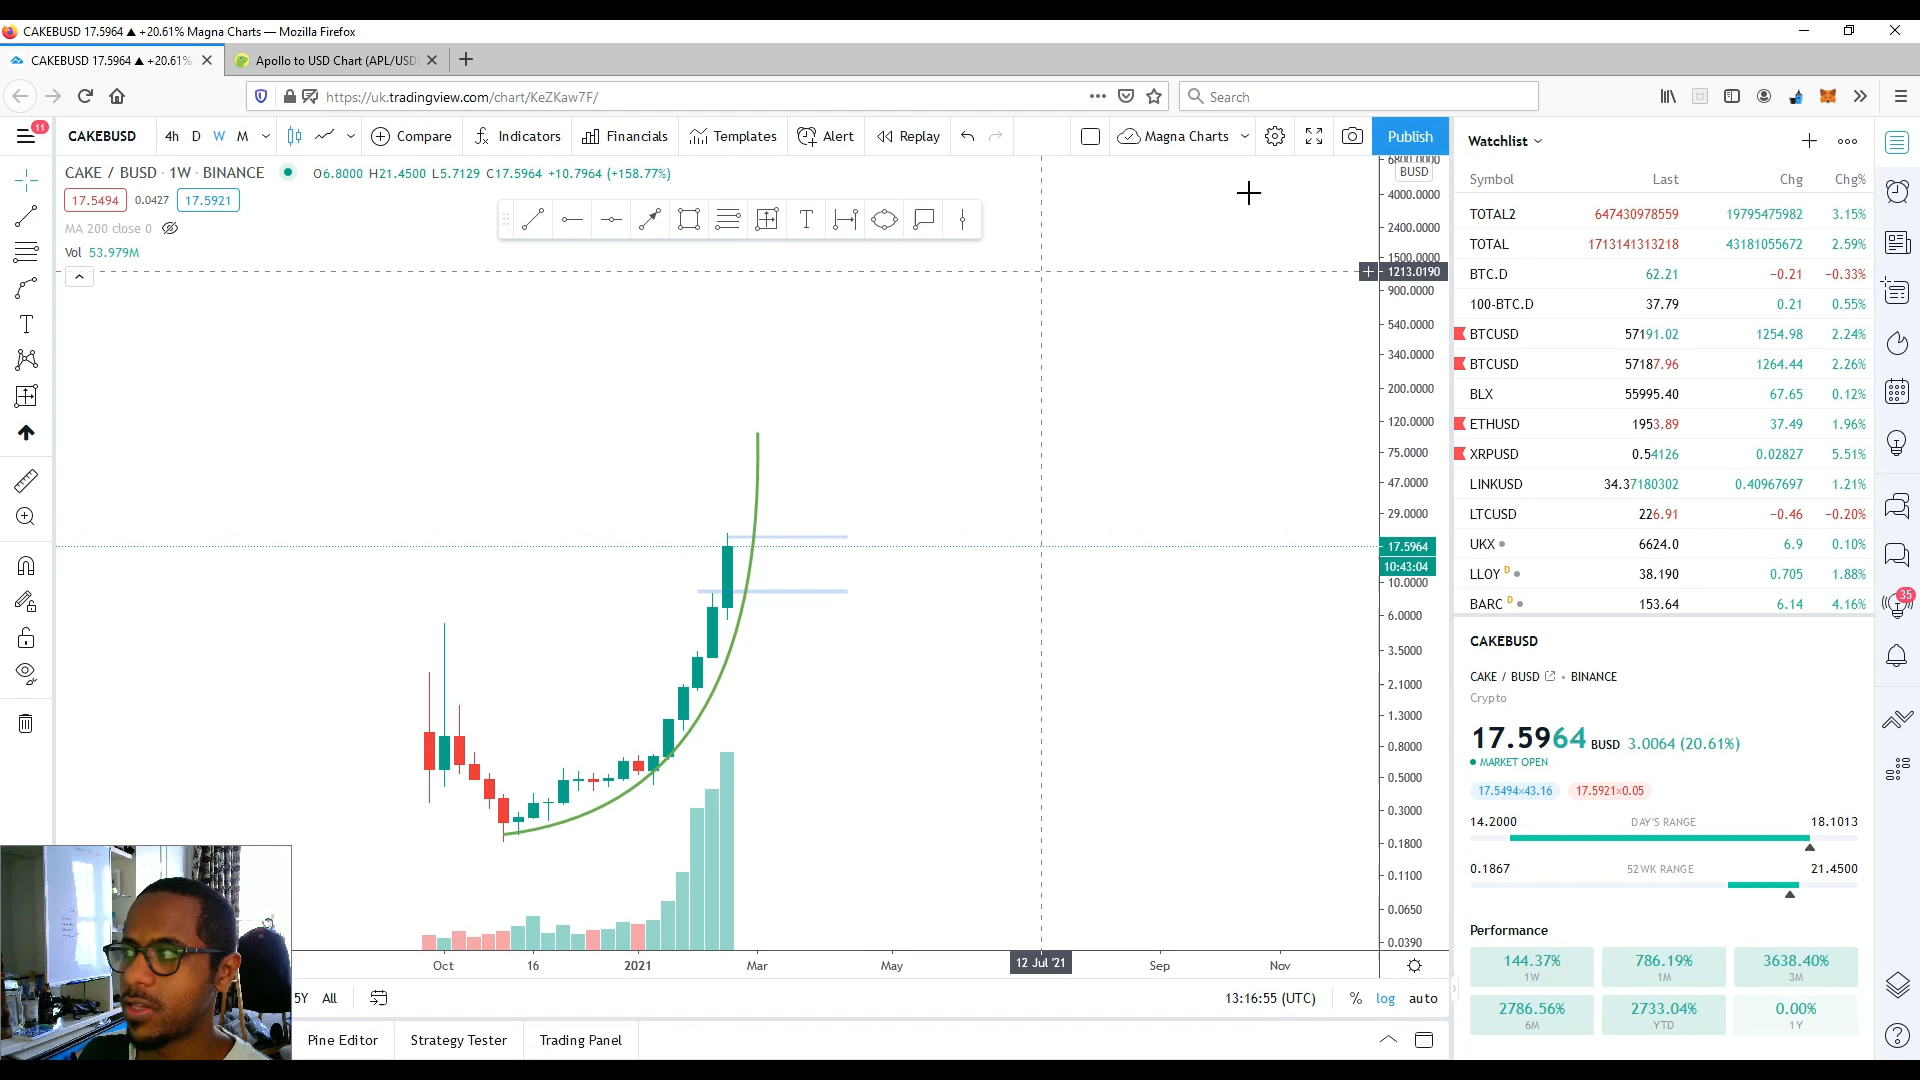 CAKEBUSD 17.5964 ▲ +20.61% Magna Charts — Mozilla Firefox
CAKEBUSD 17.5964 ▲ +20.61%
Apollo to USD Chart (APL/USD)
https://uk.tradingview.com/chart/KeZKaw7F/
Search
11
CAKEBUSD 4h D W M Compare Indicators Financials Templates Alert Replay Magna Charts Publish
CAKE / BUSD · 1W · BINANCE O6.8000 H21.4500 L5.7129 C17.5964 +10.7964 (+158.77%)
17.5494 0.0427 17.5921
MA 200 close 0
Vol 53.979M
BUSD
4000.0000
2400.0000
1500.0000
1213.0190
900.0000
540.0000
340.0000
200.0000
120.0000
75.0000
47.0000
29.0000
17.5964
10:43:04
10.0000
6.0000
3.5000
2.1000
1.3000
0.8000
0.5000
0.3000
0.1800
0.1100
0.0650
0.0390
Oct 16 2021 Mar May 12 Jul '21 Sep Nov
5Y All 13:16:55 (UTC) % log auto
Pine Editor Strategy Tester Trading Panel
Watchlist
Symbol Last Chg Chg%
TOTAL2 647430978559 19795475982 3.15%
TOTAL 1713141313218 43181055672 2.59%
BTC.D 62.21 −0.21 −0.33%
100-BTC.D 37.79 0.21 0.55%
BTCUSD 57191.02 1254.98 2.24%
BTCUSD 57187.96 1264.44 2.26%
BLX 55995.40 67.65 0.12%
ETHUSD 1953.89 37.49 1.96%
XRPUSD 0.54126 0.02827 5.51%
LINKUSD 34.37180302 0.40967697 1.21%
LTCUSD 226.91 −0.46 −0.20%
UKX 6624.0 6.9 0.10%
LLOY D 38.190 0.705 1.88%
BARC D 153.64 6.14 4.16%
35
CAKEBUSD
CAKE / BUSD • BINANCE
Crypto
17.5964 BUSD 3.0064 (20.61%)
MARKET OPEN
17.5494×43.16 17.5921×0.05
14.2000 DAY'S RANGE 18.1013
0.1867 52WK RANGE 21.4500
Performance
144.37% 786.19% 3638.40%
1W 1M 3M
2786.56% 2733.04% 0.00%
6M YTD 1Y